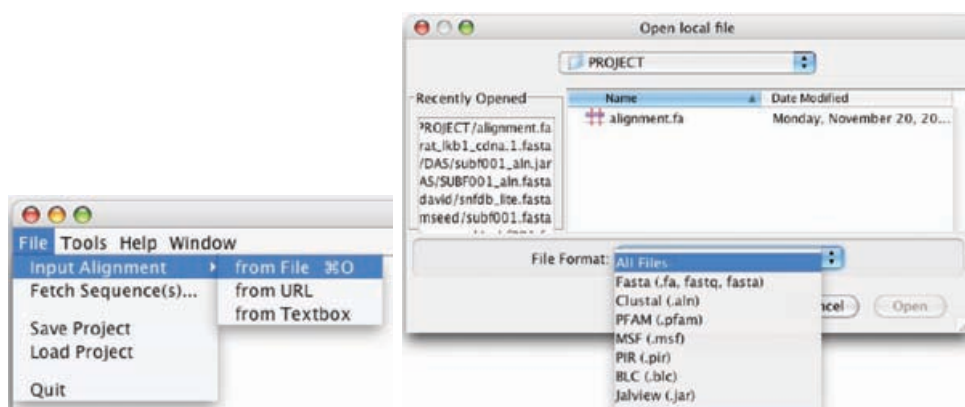 File Tools Help Window
Input Alignment
from File ⌘O
Fetch Sequence(s)...
from URL
from Textbox
Save Project
Load Project
Quit
Open local file
PROJECT
Recently Opened
Name
Date Modified
PROJECT/alignment.fa
rat_lkb1_cdna.1.fasta
/DAS/subf001_aln.jar
AS/SUBF001_aln.fasta
david/snfdb_lite.fasta
mseed/subf001.fasta
alignment.fa
Monday, November 20, 20...
File Format:
All Files
Fasta (.fa, fastq, fasta)
Clustal (.aln)
PFAM (.pfam)
MSF (.msf)
PIR (.pir)
BLC (.blc)
Jalview (.jar)
ncel
Open